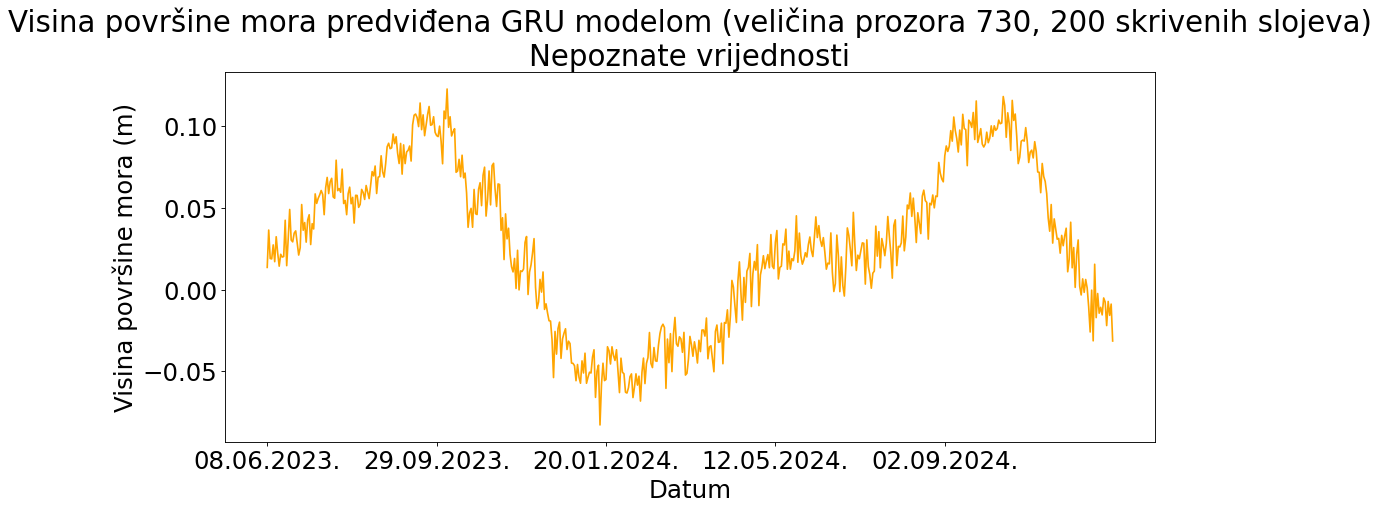 Visina površine mora predviđena GRU modelom (veličina prozora 730, 200 skrivenih slojeva)
Nepoznate vrijednosti
Visina površine mora (m)
0.10
0.05
0.00
−0.05
08.06.2023. 29.09.2023. 20.01.2024. 12.05.2024. 02.09.2024.
Datum